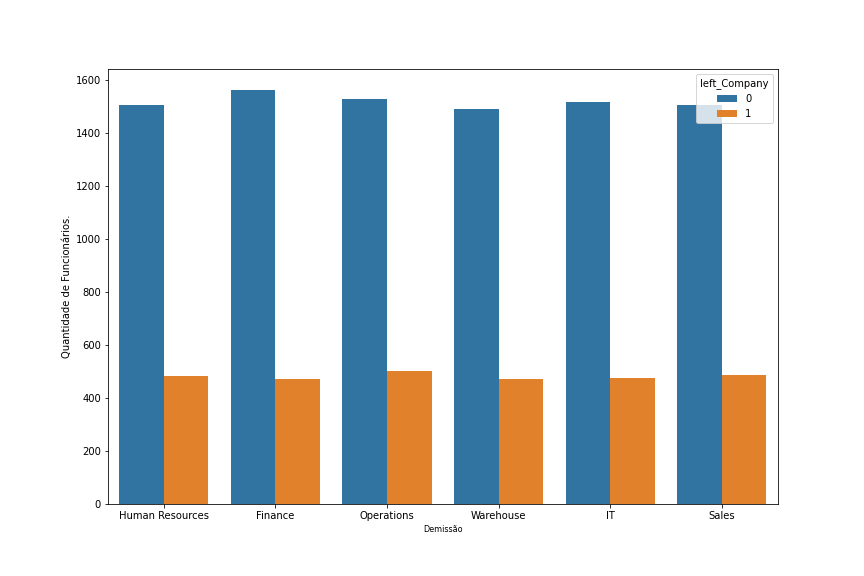 left_Company
0
1
1600
1400
1200
1000
800
600
400
200
0
Quantidade de Funcionários.
Human Resources Finance Operations Warehouse IT Sales
Demissão